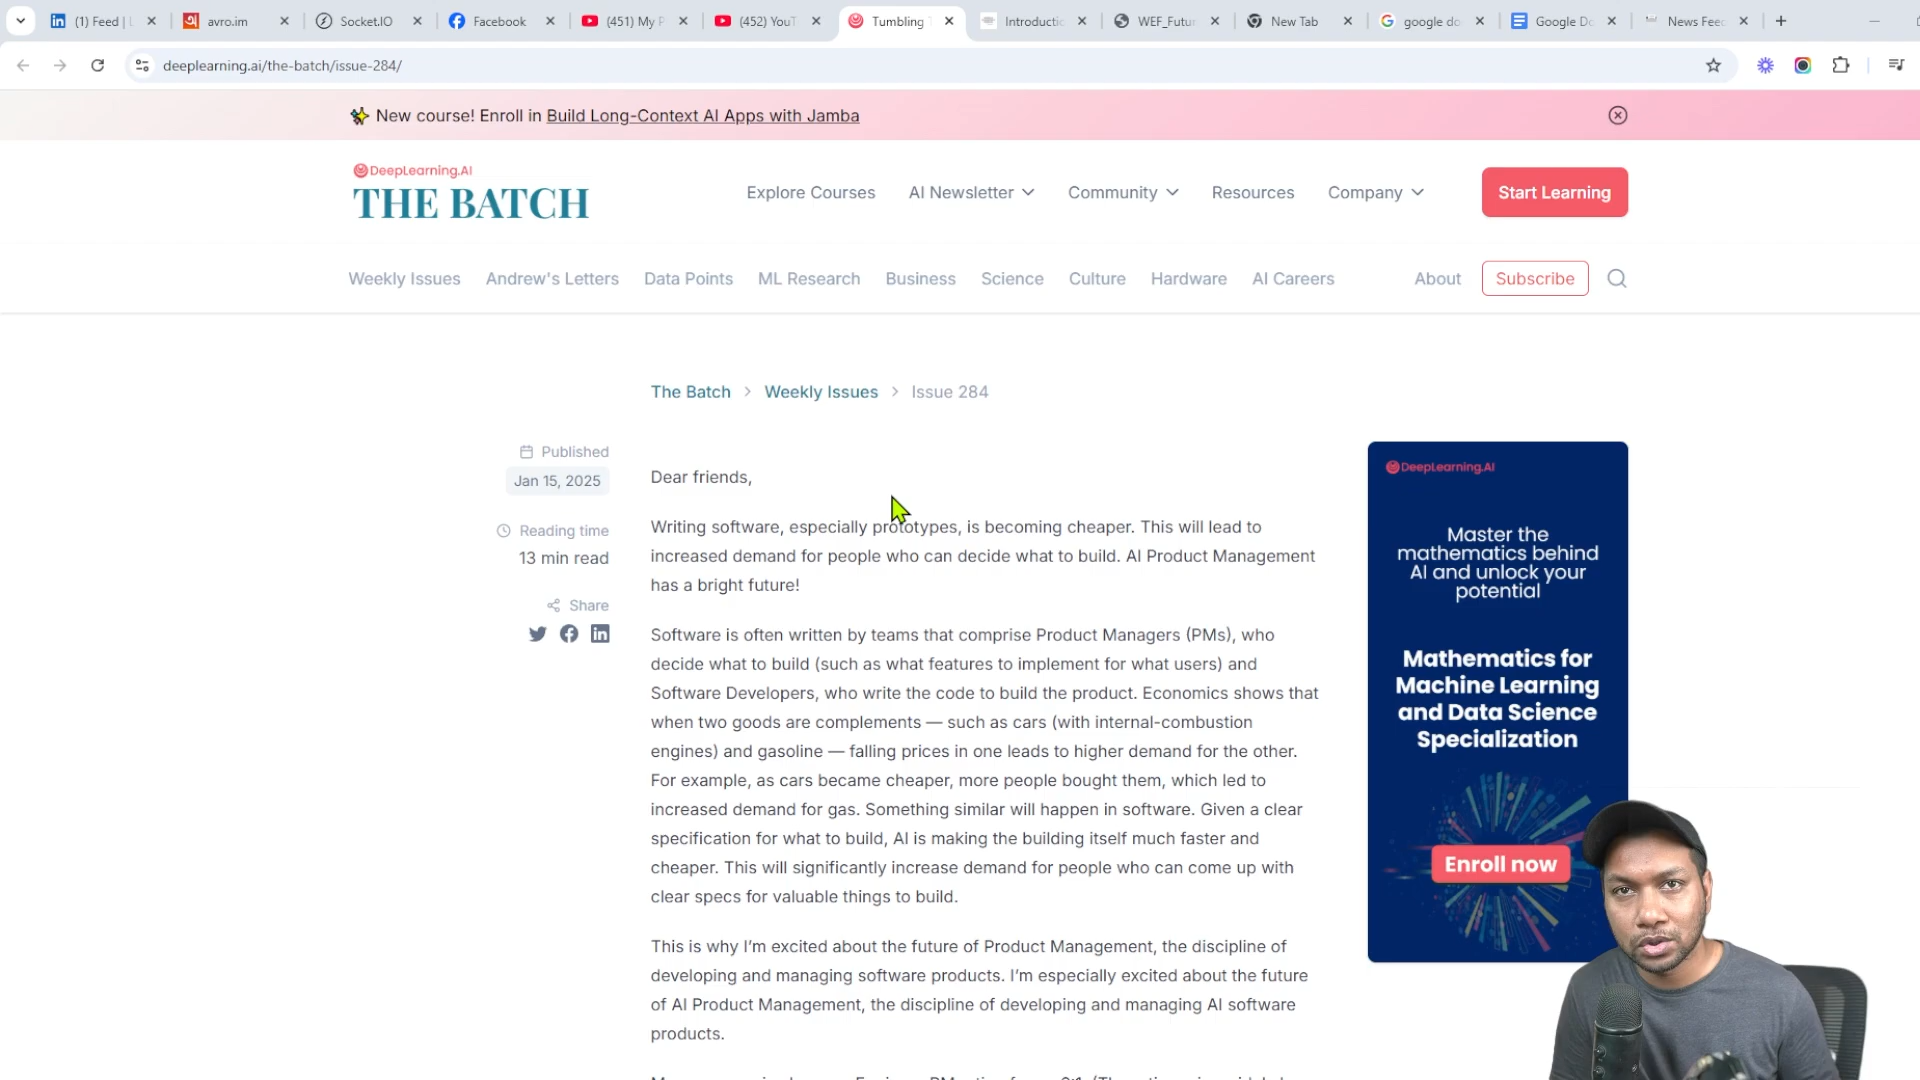 (1) Feed | L
avro.im
Socket.IO
Facebook
(451) My P
(452) YouT
Tumbling T
Introductio
WEF_Futur
New Tab
google do
Google Do
News Feed
deeplearning.ai/the-batch/issue-284/
New course! Enroll in Build Long-Context AI Apps with Jamba
DeepLearning.AI
THE BATCH
Explore Courses
AI Newsletter
Community
Resources
Company
Start Learning
Weekly Issues
Andrew's Letters
Data Points
ML Research
Business
Science
Culture
Hardware
AI Careers
About
Subscribe
The Batch > Weekly Issues > Issue 284
Published
Jan 15, 2025
Reading time
13 min read
Share
Dear friends,
Writing software, especially prototypes, is becoming cheaper. This will lead to
increased demand for people who can decide what to build. AI Product Management
has a bright future!
Software is often written by teams that comprise Product Managers (PMs), who
decide what to build (such as what features to implement for what users) and
Software Developers, who write the code to build the product. Economics shows that
when two goods are complements — such as cars (with internal-combustion
engines) and gasoline — falling prices in one leads to higher demand for the other.
For example, as cars became cheaper, more people bought them, which led to
increased demand for gas. Something similar will happen in software. Given a clear
specification for what to build, AI is making the building itself much faster and
cheaper. This will significantly increase demand for people who can come up with
clear specs for valuable things to build.
This is why I'm excited about the future of Product Management, the discipline of
developing and managing software products. I'm especially excited about the future
of AI Product Management, the discipline of developing and managing AI software
products.
DeepLearning.AI
Master the
mathematics behind
AI and unlock your
potential
Mathematics for
Machine Learning
and Data Science
Specialization
Enroll now